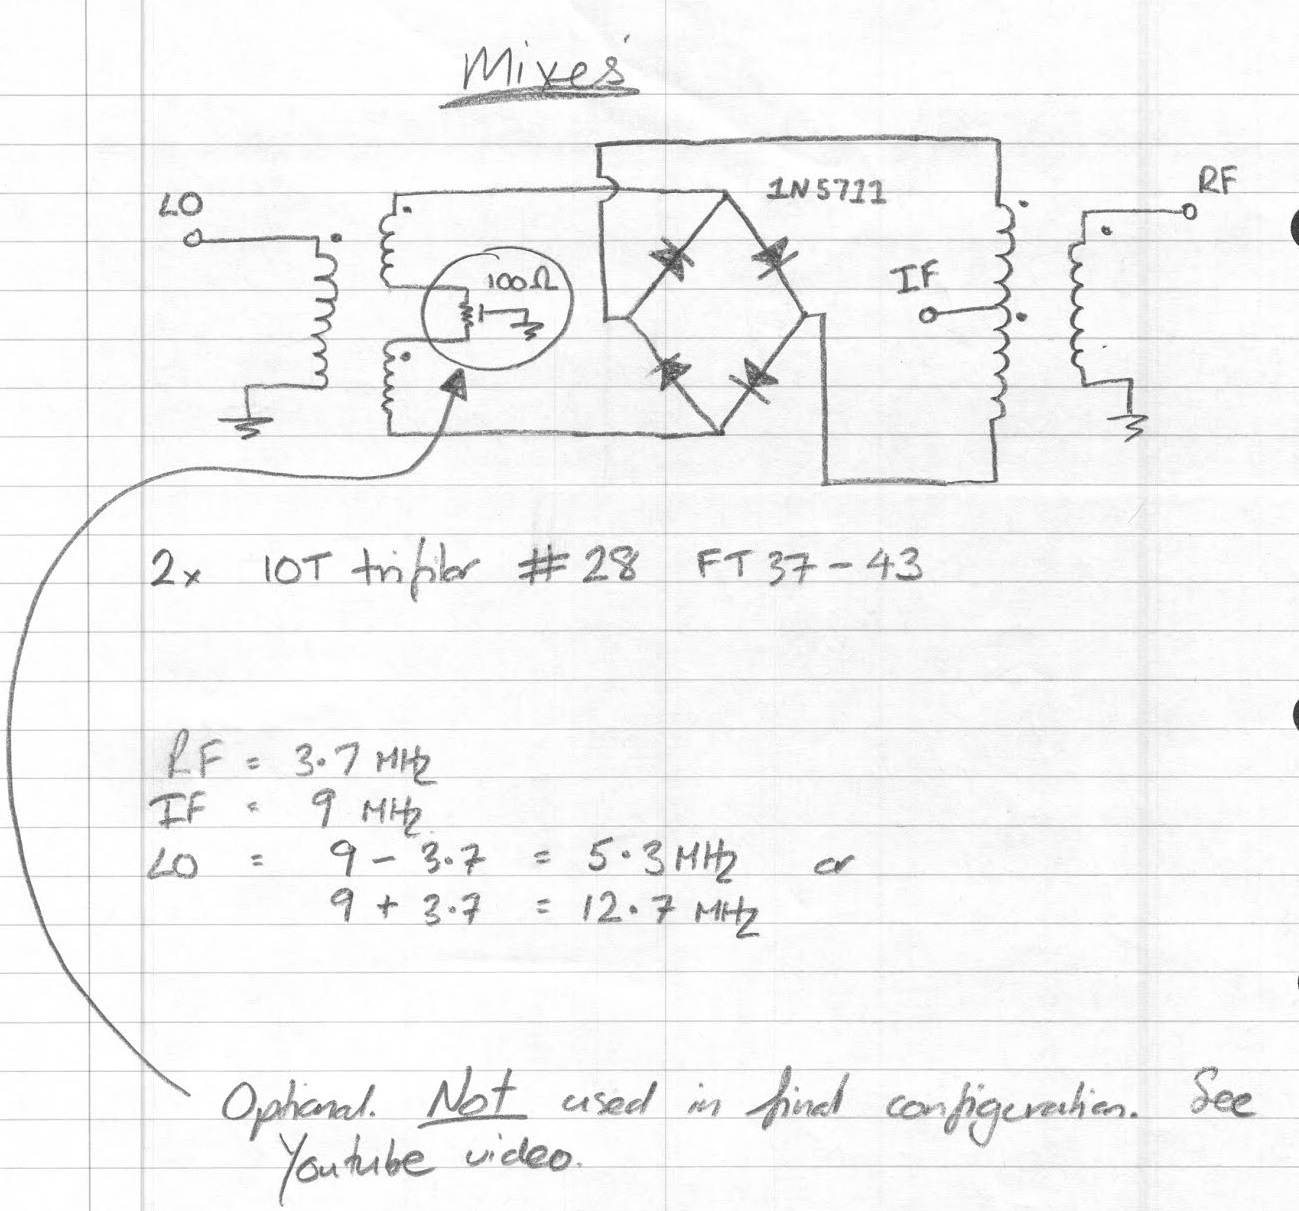 Mixer
LO
100Ω
1N5711
IF
RF
2x 10T trifilar #28 FT37-43
RF = 3.7 MHz
IF = 9 MHz
LO = 9 - 3.7 = 5.3 MHz or
9 + 3.7 = 12.7 MHz
Optional. Not used in final configuration. See
Youtube video.